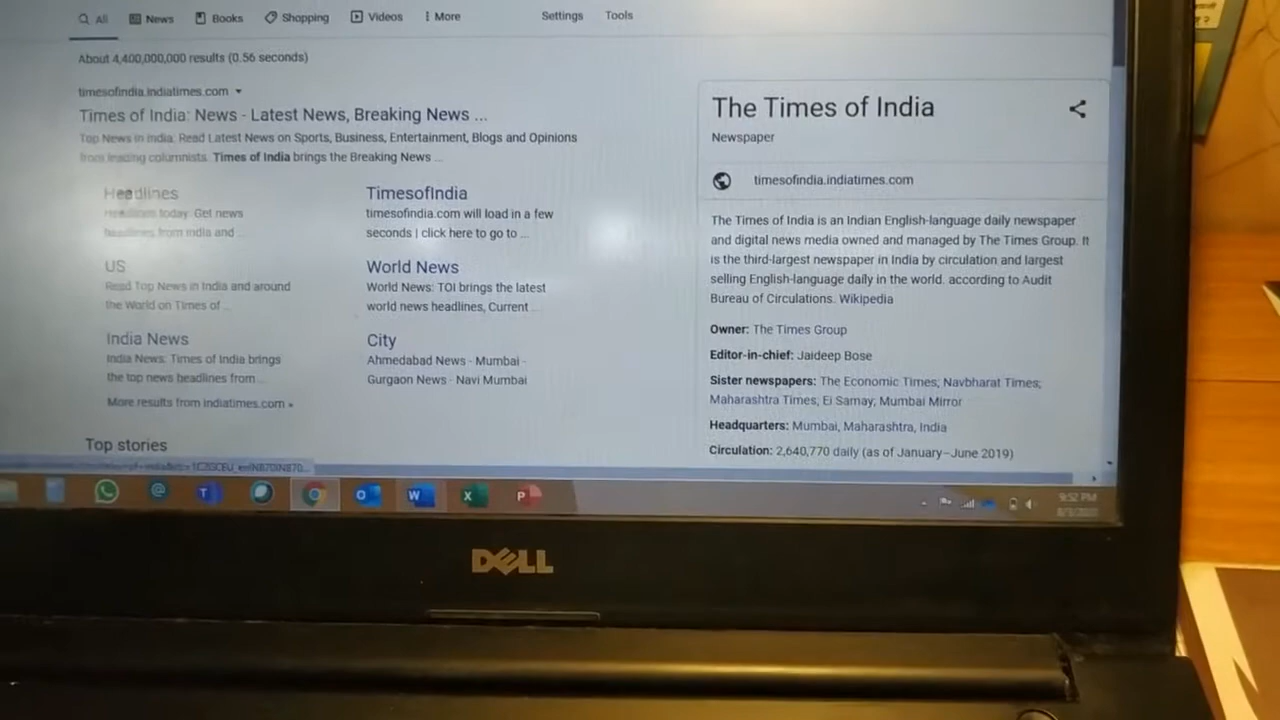 All
News
Books
Shopping
Videos
More
Settings
Tools
About 4,400,000,000 results (0.56 seconds)
timesofindia.indiatimes.com
Times of India: News - Latest News, Breaking News ...
Top News in India: Read Latest News on Sports, Business, Entertainment, Blogs and Opinions
from leading columnists. Times of India brings the Breaking News ...
Headlines
Headlines today: Get news
headlines from India and ...
TimesofIndia
timesofindia.com will load in a few
seconds | click here to go to ...
US
Read Top News in India and around
the World on Times of ...
World News
World News: TOI brings the latest
world news headlines, Current ...
India News
India News: Times of India brings
the top news headlines from ...
City
Ahmedabad News - Mumbai -
Gurgaon News - Navi Mumbai
More results from indiatimes.com »
Top stories
The Times of India
Newspaper
timesofindia.indiatimes.com
The Times of India is an Indian English-language daily newspaper
and digital news media owned and managed by The Times Group. It
is the third-largest newspaper in India by circulation and largest
selling English-language daily in the world. according to Audit
Bureau of Circulations. Wikipedia
Owner: The Times Group
Editor-in-chief: Jaideep Bose
Sister newspapers: The Economic Times; Navbharat Times;
Maharashtra Times; Ei Samay; Mumbai Mirror
Headquarters: Mumbai, Maharashtra, India
Circulation: 2,640,770 daily (as of January–June 2019)
9:52 PM
DELL